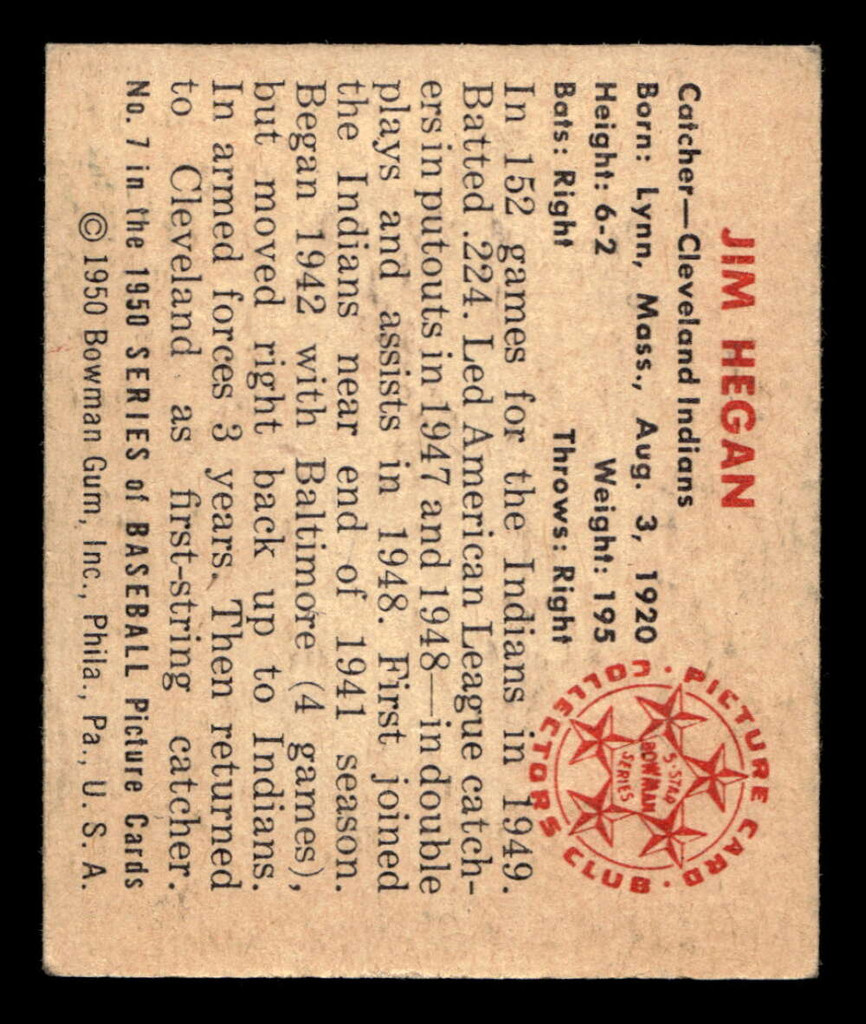 JIM HEGAN
Catcher—Cleveland Indians
Born: Lynn, Mass., Aug. 3, 1920
Height: 6-2 Weight: 195
Bats: Right Throws: Right
PICTURE CARD · COLLECTORS CLUB ·
5-STAR
BOWMAN
SERIES
In 152 games for the Indians in 1949.
Batted .224. Led American League catch-
ers in putouts in 1947 and 1948—in double
plays and assists in 1948. First joined
the Indians near end of 1941 season.
Began 1942 with Baltimore (4 games),
but moved right back up to Indians.
In armed forces 3 years. Then returned
to Cleveland as first-string catcher.
No. 7 in the 1950 SERIES of BASEBALL Picture Cards
© 1950 Bowman Gum, Inc., Phila., Pa., U. S. A.